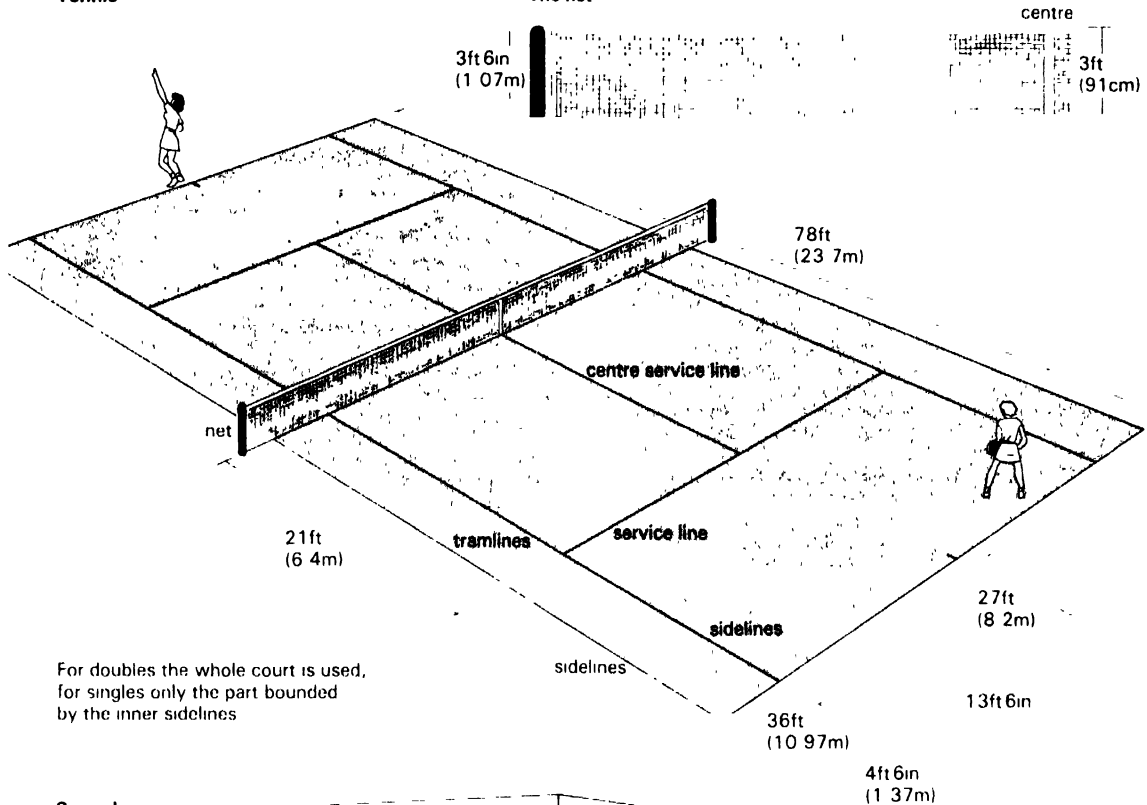 centre
3ft 6in
(1 07m)
3ft
(91cm)
78ft
(23 7m)
centre service line
net
21ft
(6 4m)
tramlines
service line
27ft
(8 2m)
sidelines
sidelines
For doubles the whole court is used,
for singles only the part bounded
by the inner sidelines
13ft 6in
36ft
(10 97m)
4ft 6in
(1 37m)